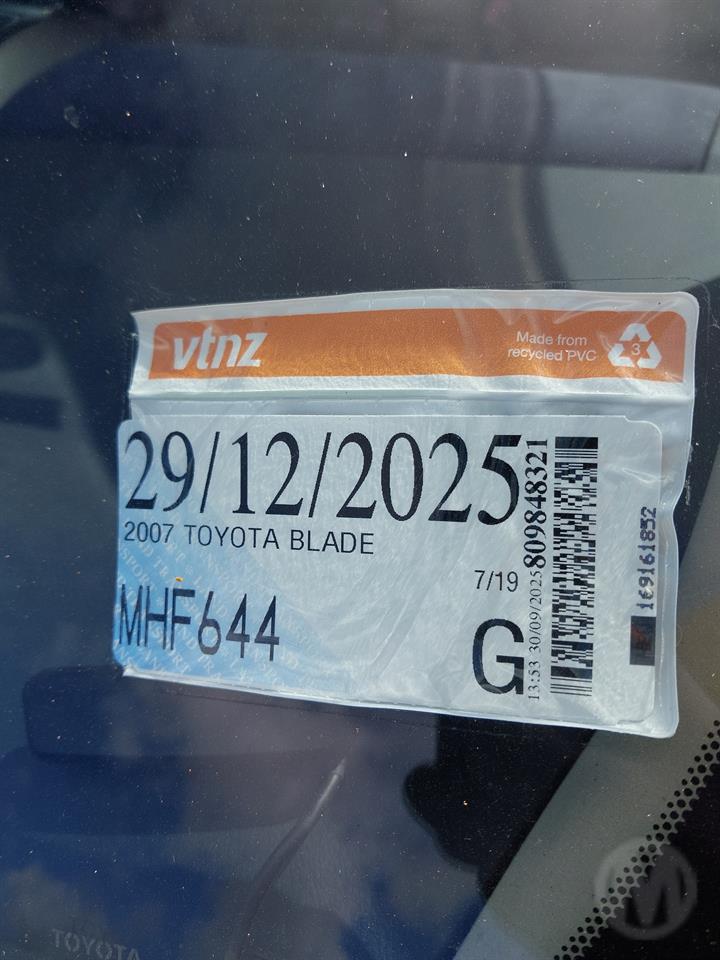 vtnz
Made from
recycled PVC
3
29/12/2025
2007 TOYOTA BLADE
7/19
MHF644
G
13:53 30/09/2025
809848321
169161852
TOYOTA
M